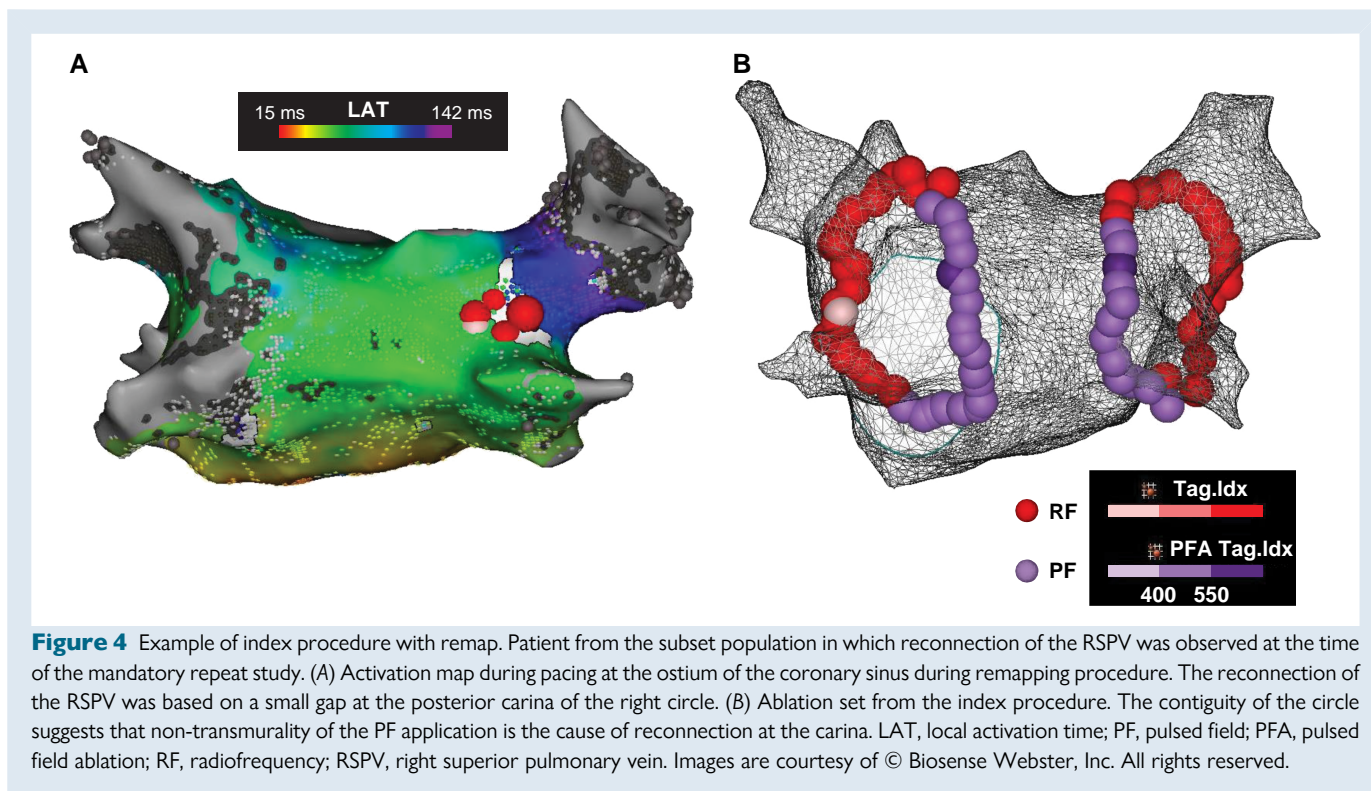 A
15 ms LAT 142 ms
B
RF
Tag.Idx
PF
PFA Tag.Idx
400 550
Figure 4 Example of index procedure with remap. Patient from the subset population in which reconnection of the RSPV was observed at the time
of the mandatory repeat study. (A) Activation map during pacing at the ostium of the coronary sinus during remapping procedure. The reconnection of
the RSPV was based on a small gap at the posterior carina of the right circle. (B) Ablation set from the index procedure. The contiguity of the circle
suggests that non-transmurality of the PF application is the cause of reconnection at the carina. LAT, local activation time; PF, pulsed field; PFA, pulsed
field ablation; RF, radiofrequency; RSPV, right superior pulmonary vein. Images are courtesy of © Biosense Webster, Inc. All rights reserved.